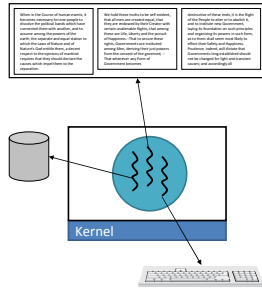 When in the Course of human events, it
becomes necessary for one people to
dissolve the political bands which have
connected them with another, and to
assume among the powers of the
earth, the separate and equal station to
which the Laws of Nature and of
Nature's God entitle them, a decent
respect to the opinions of mankind
requires that they should declare the
causes which impel them to the
separation.
We hold these truths to be self-evident,
that all men are created equal, that
they are endowed by their Creator with
certain unalienable Rights, that among
these are Life, Liberty and the pursuit
of Happiness.--That to secure these
rights, Governments are instituted
among Men, deriving their just powers
from the consent of the governed, --
That whenever any Form of
Government becomes
destructive of these ends, it is the Right
of the People to alter or to abolish it,
and to institute new Government,
laying its foundation on such principles
and organizing its powers in such form,
as to them shall seem most likely to
effect their Safety and Happiness.
Prudence, indeed, will dictate that
Governments long established should
not be changed for light and transient
causes; and accordingly all
Kernel